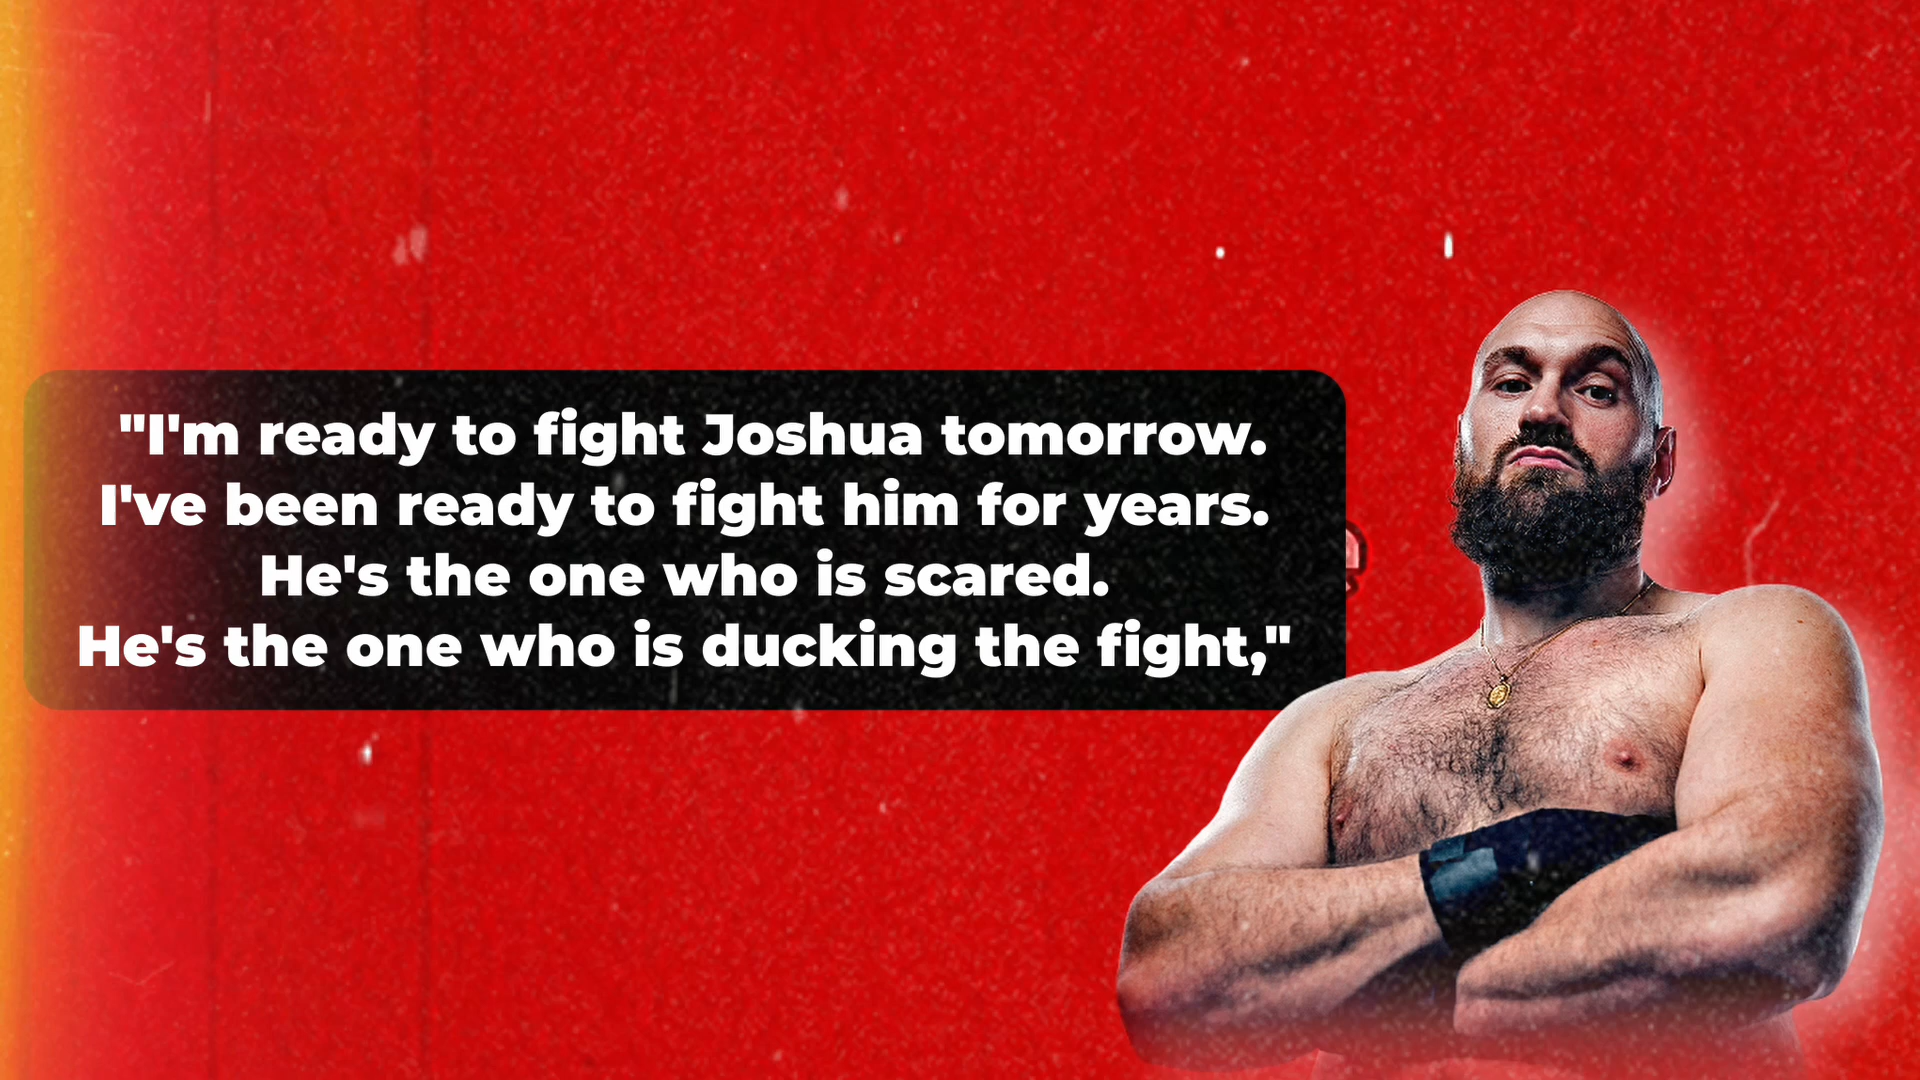 "I'm ready to fight Joshua tomorrow.
I've been ready to fight him for years.
He's the one who is scared.
He's the one who is ducking the fight,"